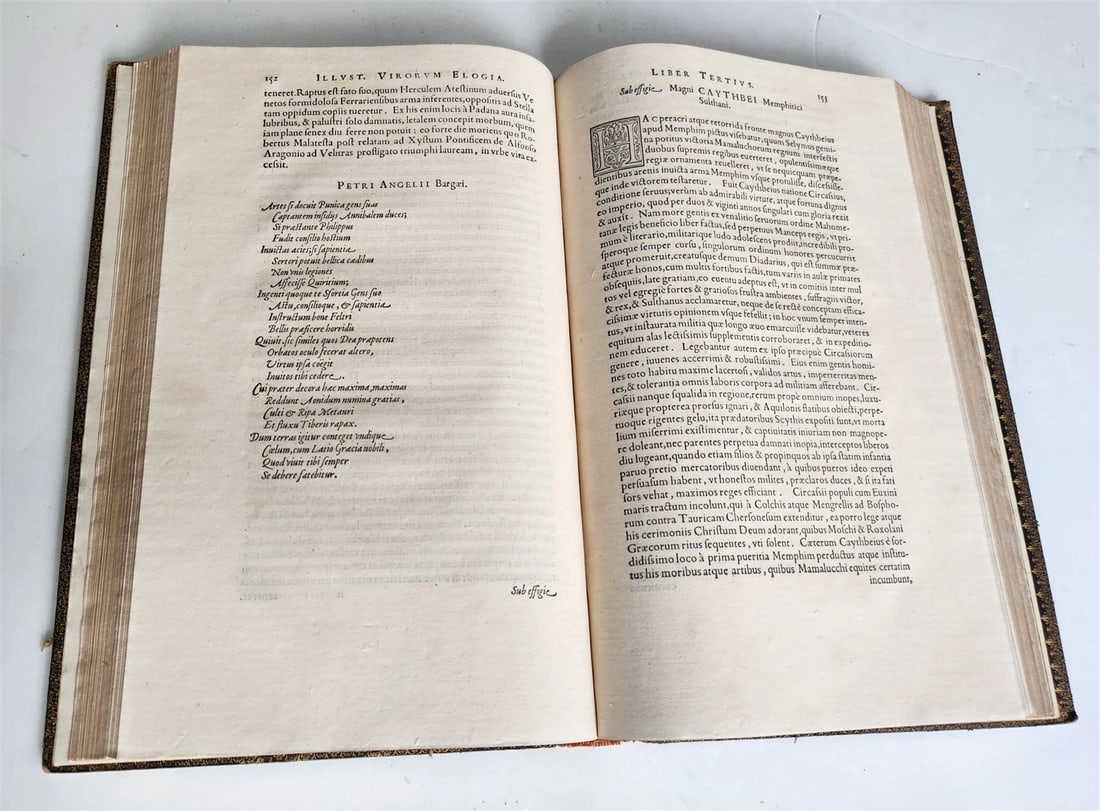 152 ILLVST. VIRORVM ELOGIA.
teneret. Raptus est fato suo, quum Herculem Atestinum aduersus Ve
netos formidolosa Ferrariensibus arma inferentes, oppositis ad Stella
tam oppidum copiis tueretur. Ex his enim locis à Padana aura insa-
lubribus, & palustri solo damnatis, letalem concepit morbum, quem
iam plane senex diu ferre non potuit: eo forte die moriens quo Ro-
bertus Malatesta post relatam ad Xystum Pontificem de Alfonso
Aragonio ad Velitras profligato triumphi lauream, in vrbe vita ex-
cessit.
PETRI ANGELII Bargæi.
Artes si decuit Punica gens suas
Captantem insidijs Annibalem duces;
Si præstante Philippus
Fudit consilio hostium
Inuictas acies; si sapientia
Sertori potuit bellica cædibus
Non vnis legiones
Affecisse Quiritium;
Ingenti quoque te Sfortia Gens suo
Actu, consilioque, & sapientia
Instructum bone Feltri
Bellis præficere horridis
Quiuit. sic similes quos Dea præpotens
Orbatos oculo fecerat altero,
Virtus ipsa coëgit
Inuitos tibi cedere.
Cui præter decora hæc maxima, maximas
Reddunt Aonidum numina gratias,
Culti & Ripa Metauri
Et fluxu Tiberis rapax.
Dum terras igitur conteget vndique
Cœlum, cum Latio Græcia nobili,
Quod viuit tibi semper
Se debere fatebitur.
Sub effigie
LIBER TERTIVS. 153
Sub effigie Magni CAYTHBEI Memphitici
Sulthani.
HAC peracri atque retorrida fronte magnus Caythbeius
apud Memphim pictus visebatur, quum Selymus gemi-
na potitus victoria Mamaluchorum regnum interfectis
duobus supremis regibus euerteret, opulentissimæque
regiæ ornamenta reuelleret, vt se nequicquam præpe-
dientibus arenis inuicta arma Memphim vsque protulisse, discessisse-
que inde victorem testaretur. Fuit Caythbeius natione Circassius,
conditione seruus; verùm ab admirabili virtute, atque fortuna dignus
eo imperio, quod per duos & viginti annos singulari cum gloria rexit
& auxit. Nam more gentis ex venalitio seruorum ordine Mahome-
tanæ legis beneficio liber factus, sed perpetuus Manceps regis, vt pri-
mum è literario, militarique ludo adolescens prodiit, incredibili pro-
speroque semper cursu, singulorum ordinum honores percucurrit
atque promeruit, creatusque demum Diadarius, qui est summæ præ-
fecturæ honos, cum multis fortibus factis, tum variis in aulæ primates
obsequiis, late gratiam, eo euentu adeptus est, vt in comitiis inter mul
tos vel egregie fortes & gratiosos frustra ambientes, suffragiis victor,
& rex, & Sulthanus acclamaretur, neque de se rectè conceptam effica-
cissimæ virtutis opinionem vsque fefellit; in hoc vnum semper inten-
tus, vt instaurata militia quæ longo æuo emarcuisse videbatur, veteres
equitum alas lectissimis supplementis corroboraret, & in expeditio-
nem educeret. Legebantur autem ex ipso præcipuè Circassiorum
genere, iuuenes accerrimi & robustissimi. Eius enim gentis homi-
nes toto habitu maxime lacertosi, validos artus, imperterritas men-
tes, & tolerantia omnis laboris corpora ad militiam afferebant. Cir-
cassii nanque squalida in regione, rerum propè omnium inopes, luxu-
riæque propterea prorsus ignari, & Aquilonis flatibus obiecti, perpe-
tuoque rigentes gelu, ita prædatoribus Scythis expositi sunt, vt morta
lium miserrimi existimentur, & captiuitatis iniuriam non magnope-
re doleant, nec parentes perpetua damnati inopia, interceptos liberos
diu lugeant, quando etiam filios & propinquos ab ipsa statim infantia
paruo pretio mercatoribus diuendant, à quibus pueros ideo expeti
persuasum habent, vt honestos milites, præclaros duces, & si ita fati
fors vehat, maximos reges efficiant. Circassii populi cum Euxini
maris tractum incolunt, qui à Colchis atque Mengrellis ad Bospho-
rum contra Tauricam Chersonesum extenditur, ea porro lege atque
his cerimoniis Christum Deum adorant, quibus Moschi & Roxolani
Græcorum ritus sequentes, vti solent. Cæterum Caythbeius è sor-
didissimo loco à prima pueritia Memphim perductus atque institu-
tus his moribus atque artibus, quibus Mamalucchi equites certatim
incumbunt,